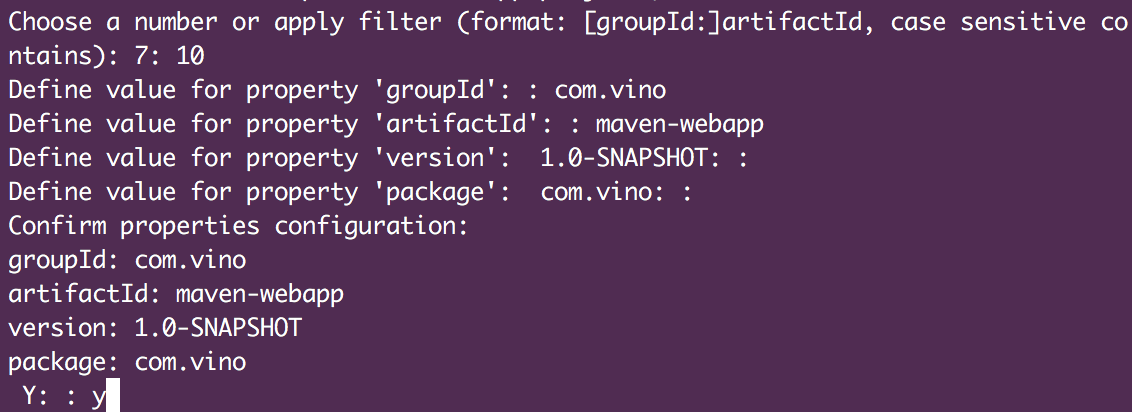 Choose a number or apply filter (format: [groupId:]artifactId, case sensitive co
ntains): 7: 10
Define value for property 'groupId': : com.vino
Define value for property 'artifactId': : maven-webapp
Define value for property 'version':  1.0-SNAPSHOT: :
Define value for property 'package':  com.vino: :
Confirm properties configuration:
groupId: com.vino
artifactId: maven-webapp
version: 1.0-SNAPSHOT
package: com.vino
 Y: : y